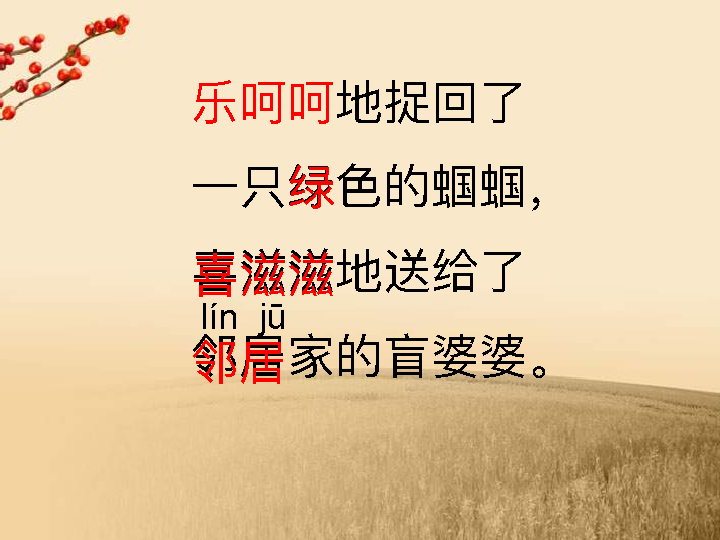 乐呵呵地捉回了
一只绿色的蝈蝈，
喜滋滋地送给了
lín jū
邻居家的盲婆婆。